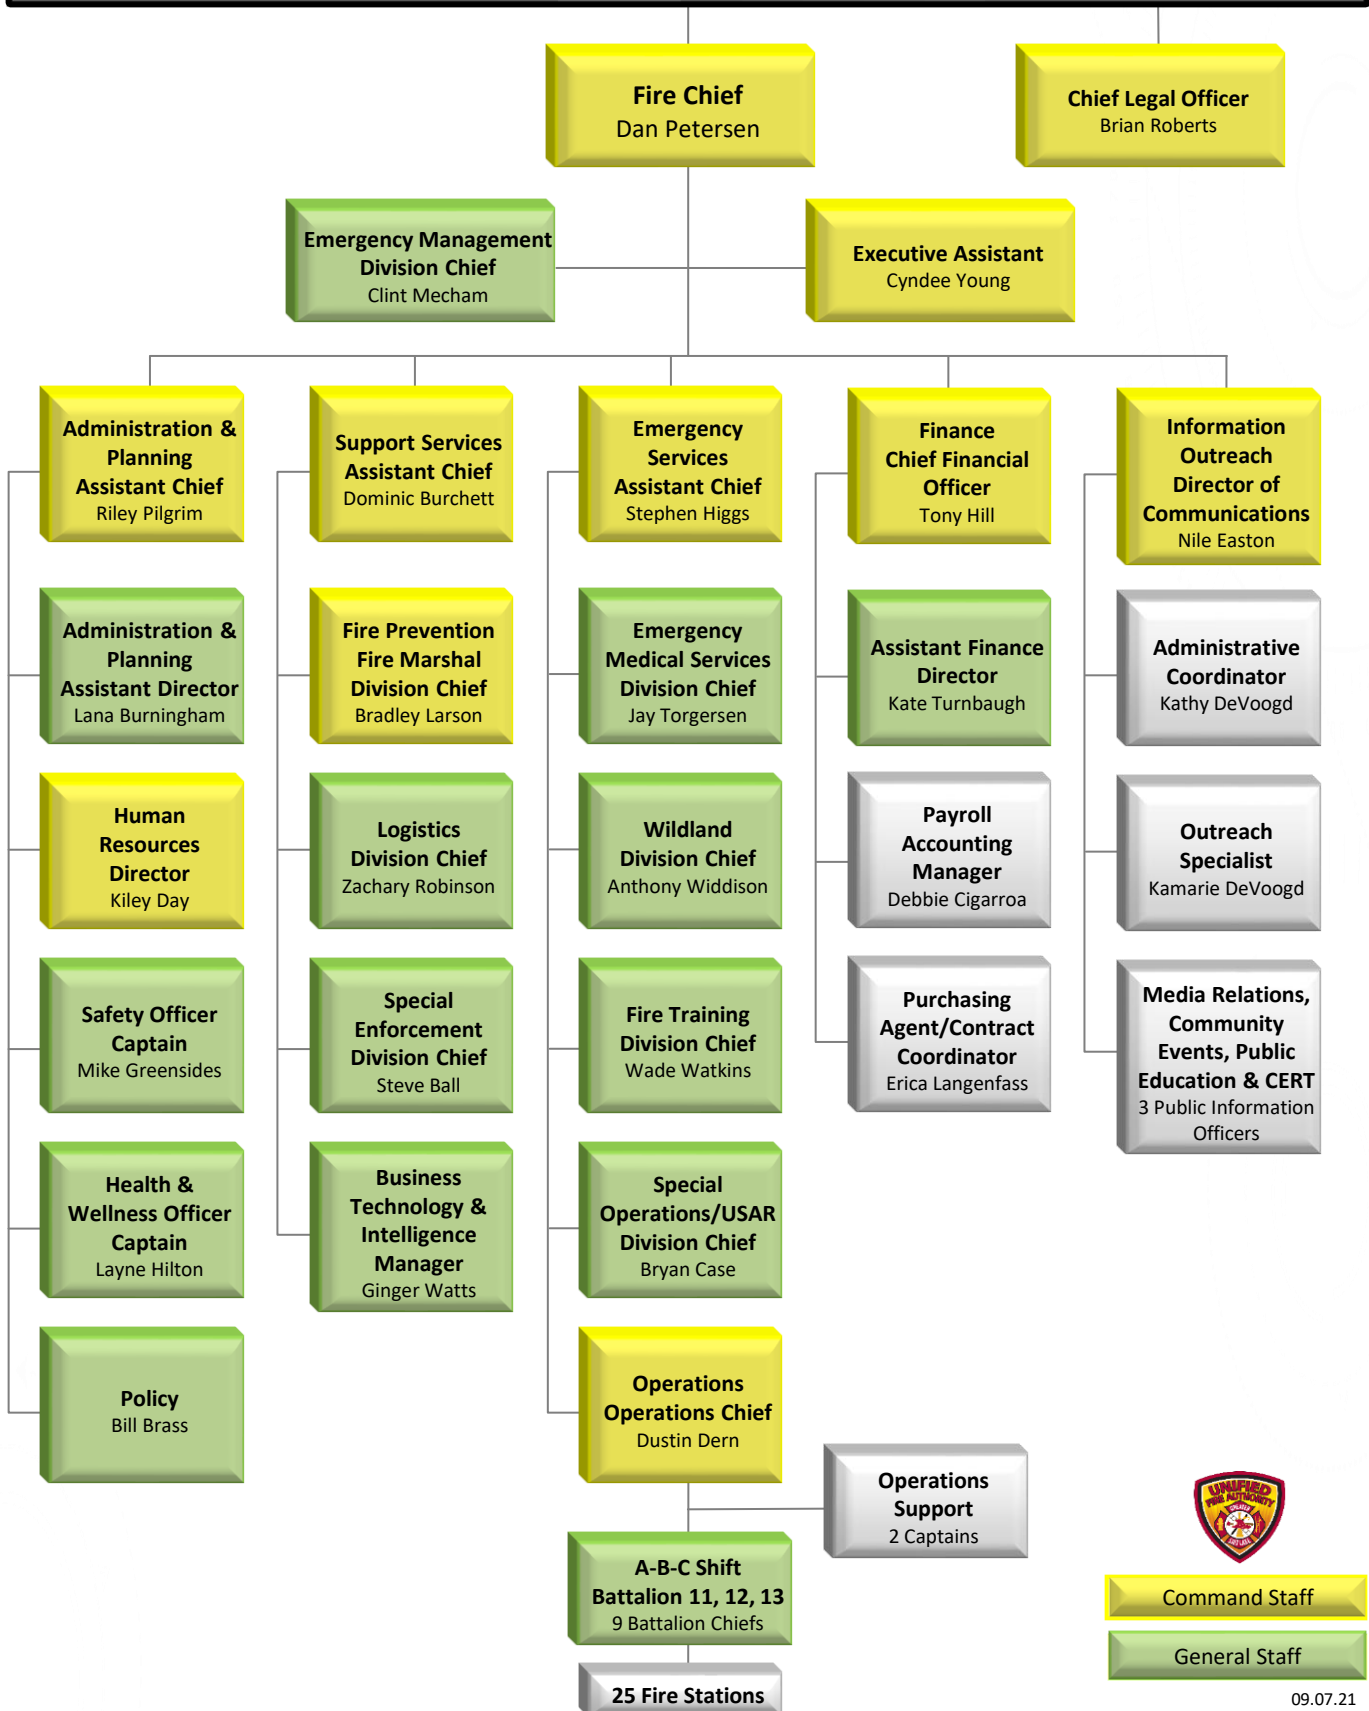 Fire Chief
Dan Petersen
Chief Legal Officer
Brian Roberts
Emergency Management
Division Chief
Clint Mecham
Executive Assistant
Cyndee Young
Administration &
Planning
Assistant Chief
Riley Pilgrim
Support Services
Assistant Chief
Dominic Burchett
Emergency
Services
Assistant Chief
Stephen Higgs
Finance
Chief Financial
Officer
Tony Hill
Information
Outreach
Director of
Communications
Nile Easton
Administration &
Planning
Assistant Director
Lana Burningham
Fire Prevention
Fire Marshal
Division Chief
Bradley Larson
Emergency
Medical Services
Division Chief
Jay Torgersen
Assistant Finance
Director
Kate Turnbaugh
Administrative
Coordinator
Kathy DeVoogd
Human
Resources
Director
Kiley Day
Logistics
Division Chief
Zachary Robinson
Wildland
Division Chief
Anthony Widdison
Payroll
Accounting
Manager
Debbie Cigarroa
Outreach
Specialist
Kamarie DeVoogd
Safety Officer
Captain
Mike Greensides
Special
Enforcement
Division Chief
Steve Ball
Fire Training
Division Chief
Wade Watkins
Purchasing
Agent/Contract
Coordinator
Erica Langenfass
Media Relations,
Community
Events, Public
Education & CERT
3 Public Information
Officers
Health &
Wellness Officer
Captain
Layne Hilton
Business
Technology &
Intelligence
Manager
Ginger Watts
Special
Operations/USAR
Division Chief
Bryan Case
Policy
Bill Brass
Operations
Operations Chief
Dustin Dern
Operations
Support
2 Captains
A-B-C Shift
Battalion 11, 12, 13
9 Battalion Chiefs
25 Fire Stations
UNIFIED
FIRE AUTHORITY
GREATER
SALT LAKE
Command Staff
General Staff
09.07.21